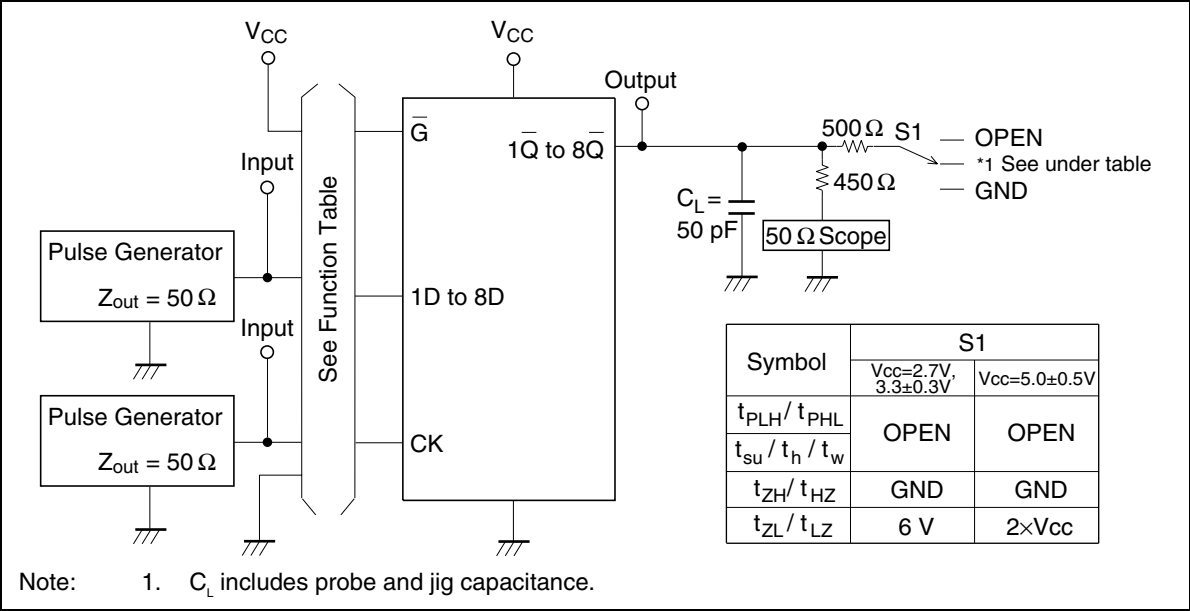 VCC
VCC
Output
Input
G̅
1Q̅ to 8Q̅
500 Ω
S1
OPEN
*1 See under table
GND
450 Ω
CL =
50 pF
50 Ω Scope
Pulse Generator
Zout = 50 Ω
See Function Table
1D to 8D
Input
Pulse Generator
Zout = 50 Ω
CK
Symbol
S1
Vcc=2.7V,
3.3±0.3V
Vcc=5.0±0.5V
tPLH / tPHL
OPEN
OPEN
tsu / th / tw
tZH / tHZ
GND
GND
tZL / tLZ
6 V
2×Vcc
Note: 1. CL includes probe and jig capacitance.